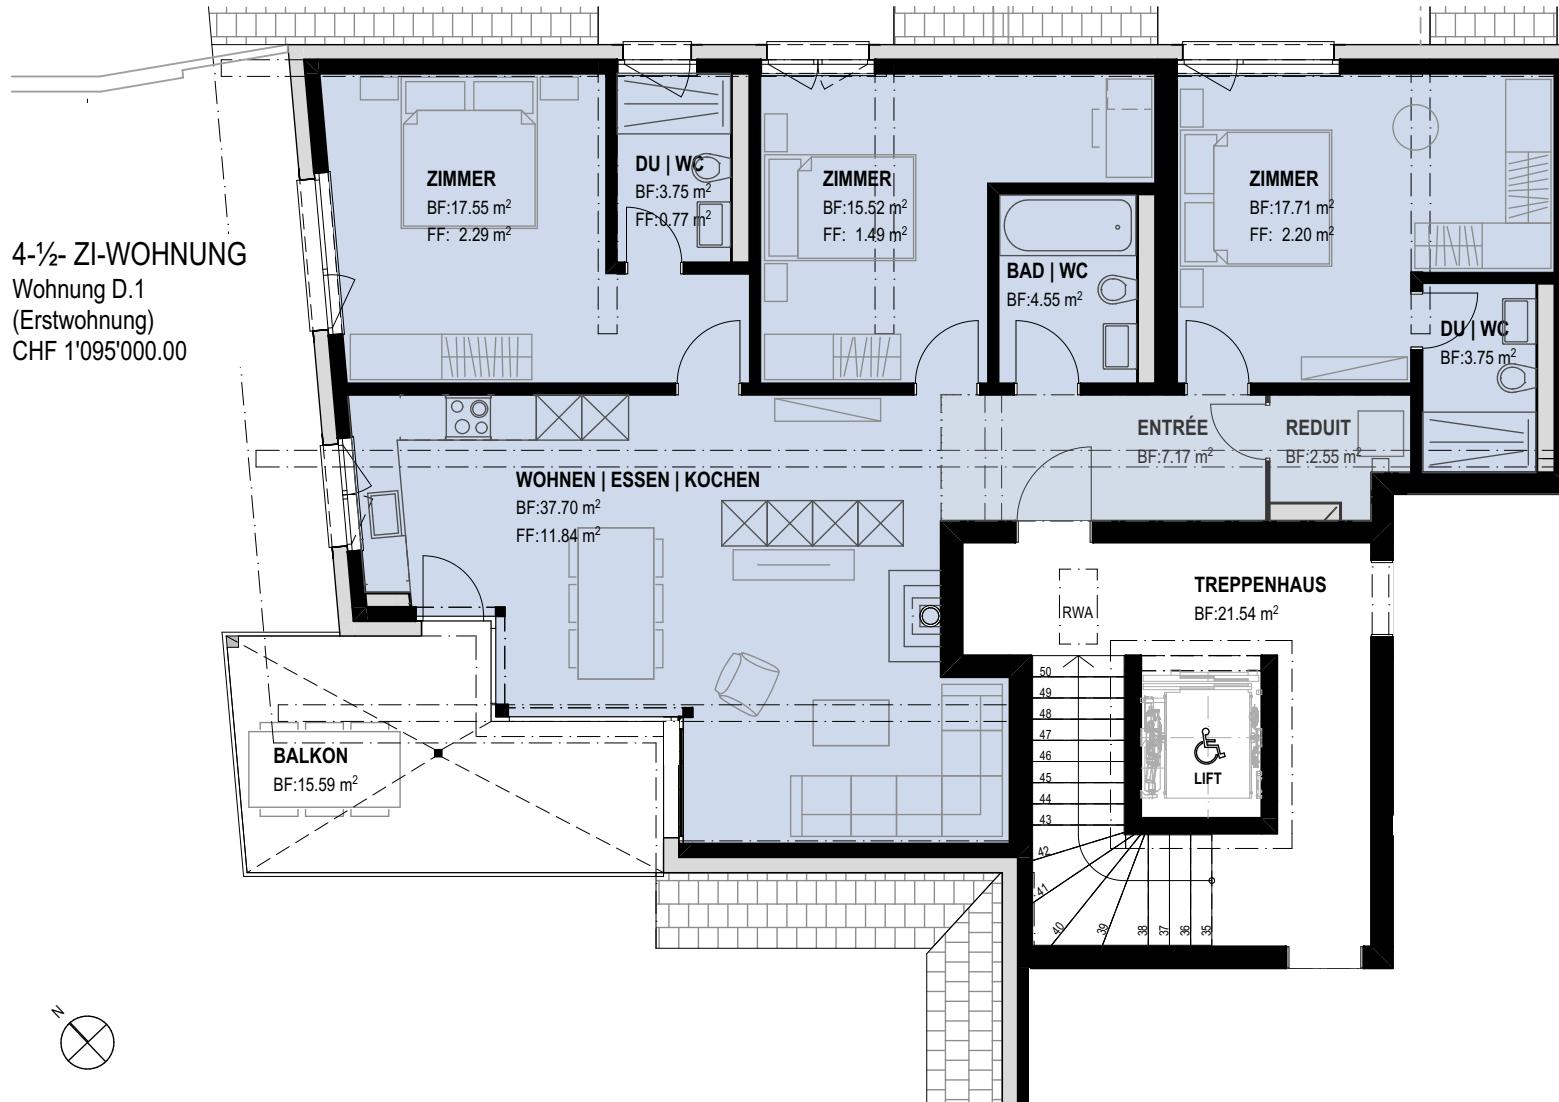 4-½- ZI-WOHNUNG
Wohnung D.1
(Erstwohnung)
CHF 1'095'000.00
ZIMMER
BF:17.55 m²
FF: 2.29 m²
DU | WC
BF:3.75 m²
FF:0.77 m²
ZIMMER
BF:15.52 m²
FF: 1.49 m²
BAD | WC
BF:4.55 m²
ZIMMER
BF:17.71 m²
FF: 2.20 m²
DU | WC
BF:3.75 m²
ENTRÉE
BF:7.17 m²
REDUIT
BF:2.55 m²
WOHNEN | ESSEN | KOCHEN
BF:37.70 m²
FF:11.84 m²
TREPPENHAUS
BF:21.54 m²
RWA
LIFT
BALKON
BF:15.59 m²
50
49
48
47
46
45
44
43
42
41
40
39
38
37
36
35
N